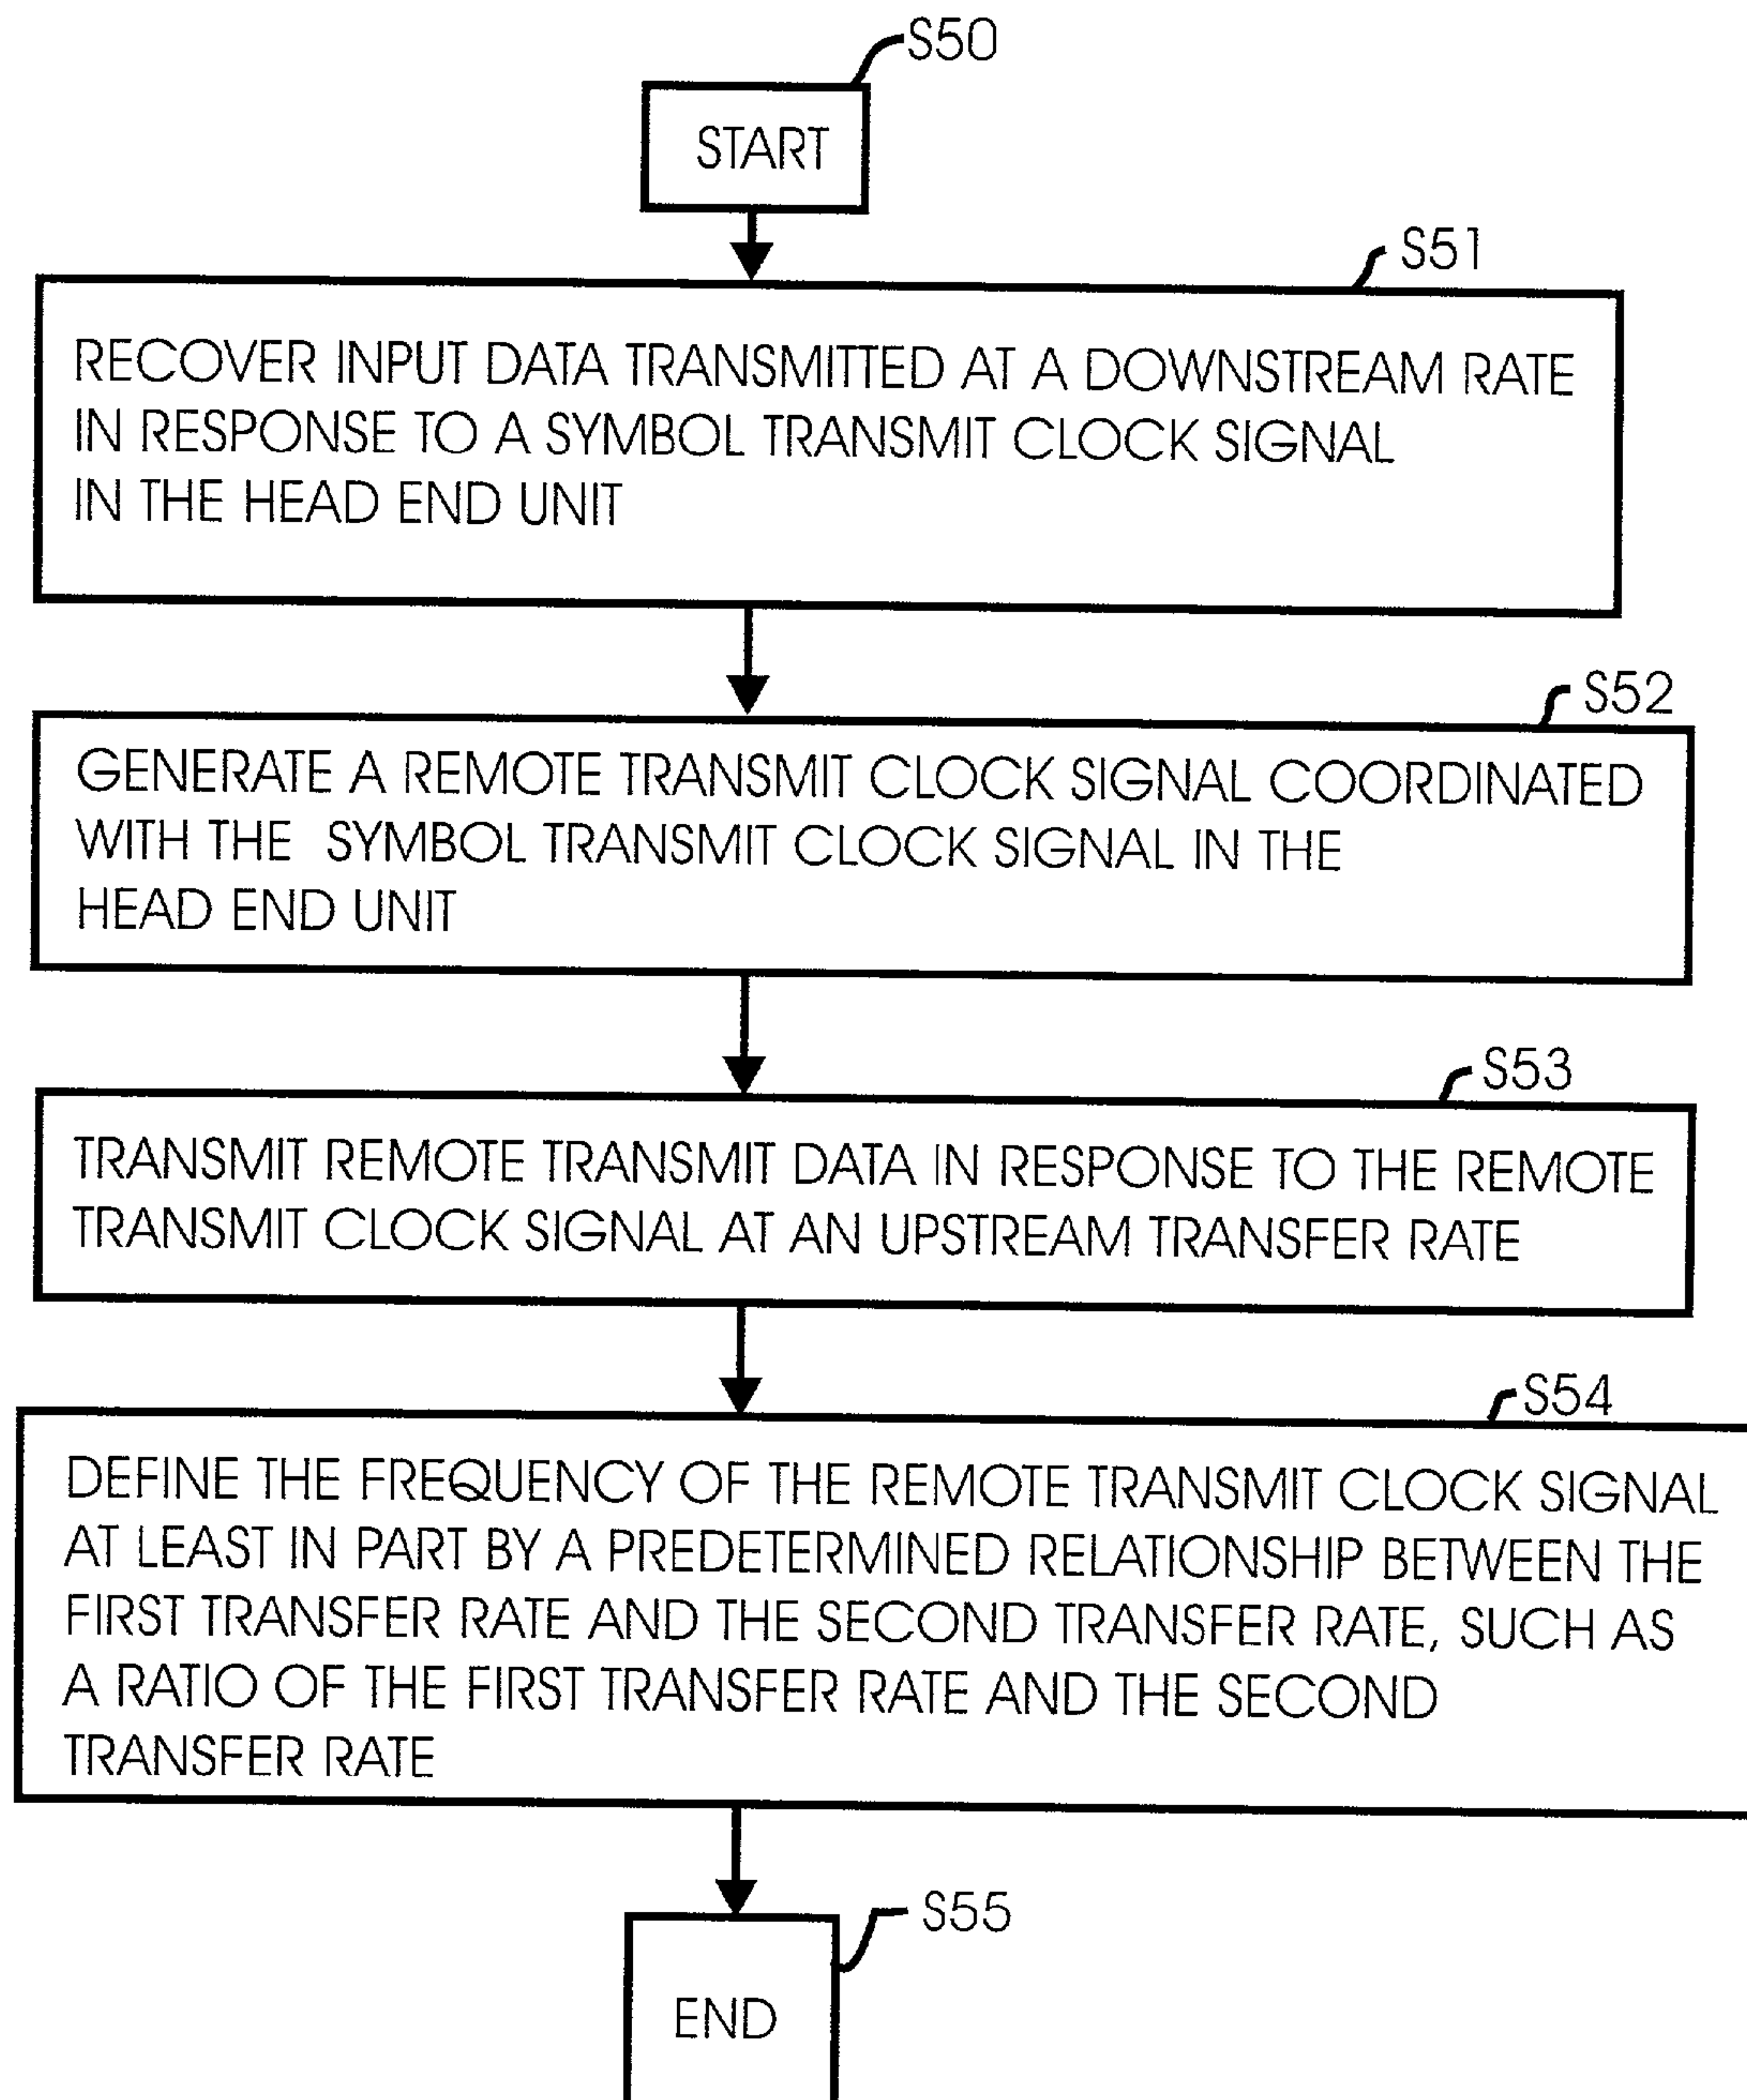 S50
START
S51
RECOVER INPUT DATA TRANSMITTED AT A DOWNSTREAM RATE
IN RESPONSE TO A SYMBOL TRANSMIT CLOCK SIGNAL
IN THE HEAD END UNIT
S52
GENERATE A REMOTE TRANSMIT CLOCK SIGNAL COORDINATED
WITH THE SYMBOL TRANSMIT CLOCK SIGNAL IN THE
HEAD END UNIT
S53
TRANSMIT REMOTE TRANSMIT DATA IN RESPONSE TO THE REMOTE
TRANSMIT CLOCK SIGNAL AT AN UPSTREAM TRANSFER RATE
S54
DEFINE THE FREQUENCY OF THE REMOTE TRANSMIT CLOCK SIGNAL
AT LEAST IN PART BY A PREDETERMINED RELATIONSHIP BETWEEN THE
FIRST TRANSFER RATE AND THE SECOND TRANSFER RATE, SUCH AS
A RATIO OF THE FIRST TRANSFER RATE AND THE SECOND
TRANSFER RATE
S55
END